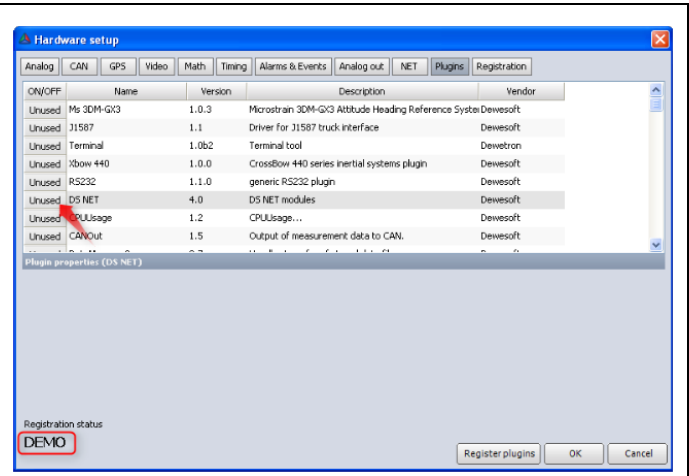 Hardware setup
Analog CAN GPS Video Math Timing Alarms & Events Analog out NET Plugins Registration
ON/OFF Name Version Description Vendor
Unused Ms 3DM-GX3 1.0.3 Microstrain 3DM-GX3 Attitude Heading Reference Syste Dewesoft
Unused J1587 1.1 Driver for J1587 truck interface Dewesoft
Unused Terminal 1.0b2 Terminal tool Dewetron
Unused Xbow 440 1.0.0 CrossBow 440 series inertial systems plugin Dewesoft
Unused RS232 1.1.0 generic RS232 plugin Dewesoft
Unused DS NET 4.0 DS NET modules Dewesoft
Unused CPUUsage 1.2 CPUUsage... Dewesoft
Unused CANOut 1.5 Output of measurement data to CAN. Dewesoft
Plugin properties (DS NET)
Registration status
DEMO
Register plugins OK Cancel